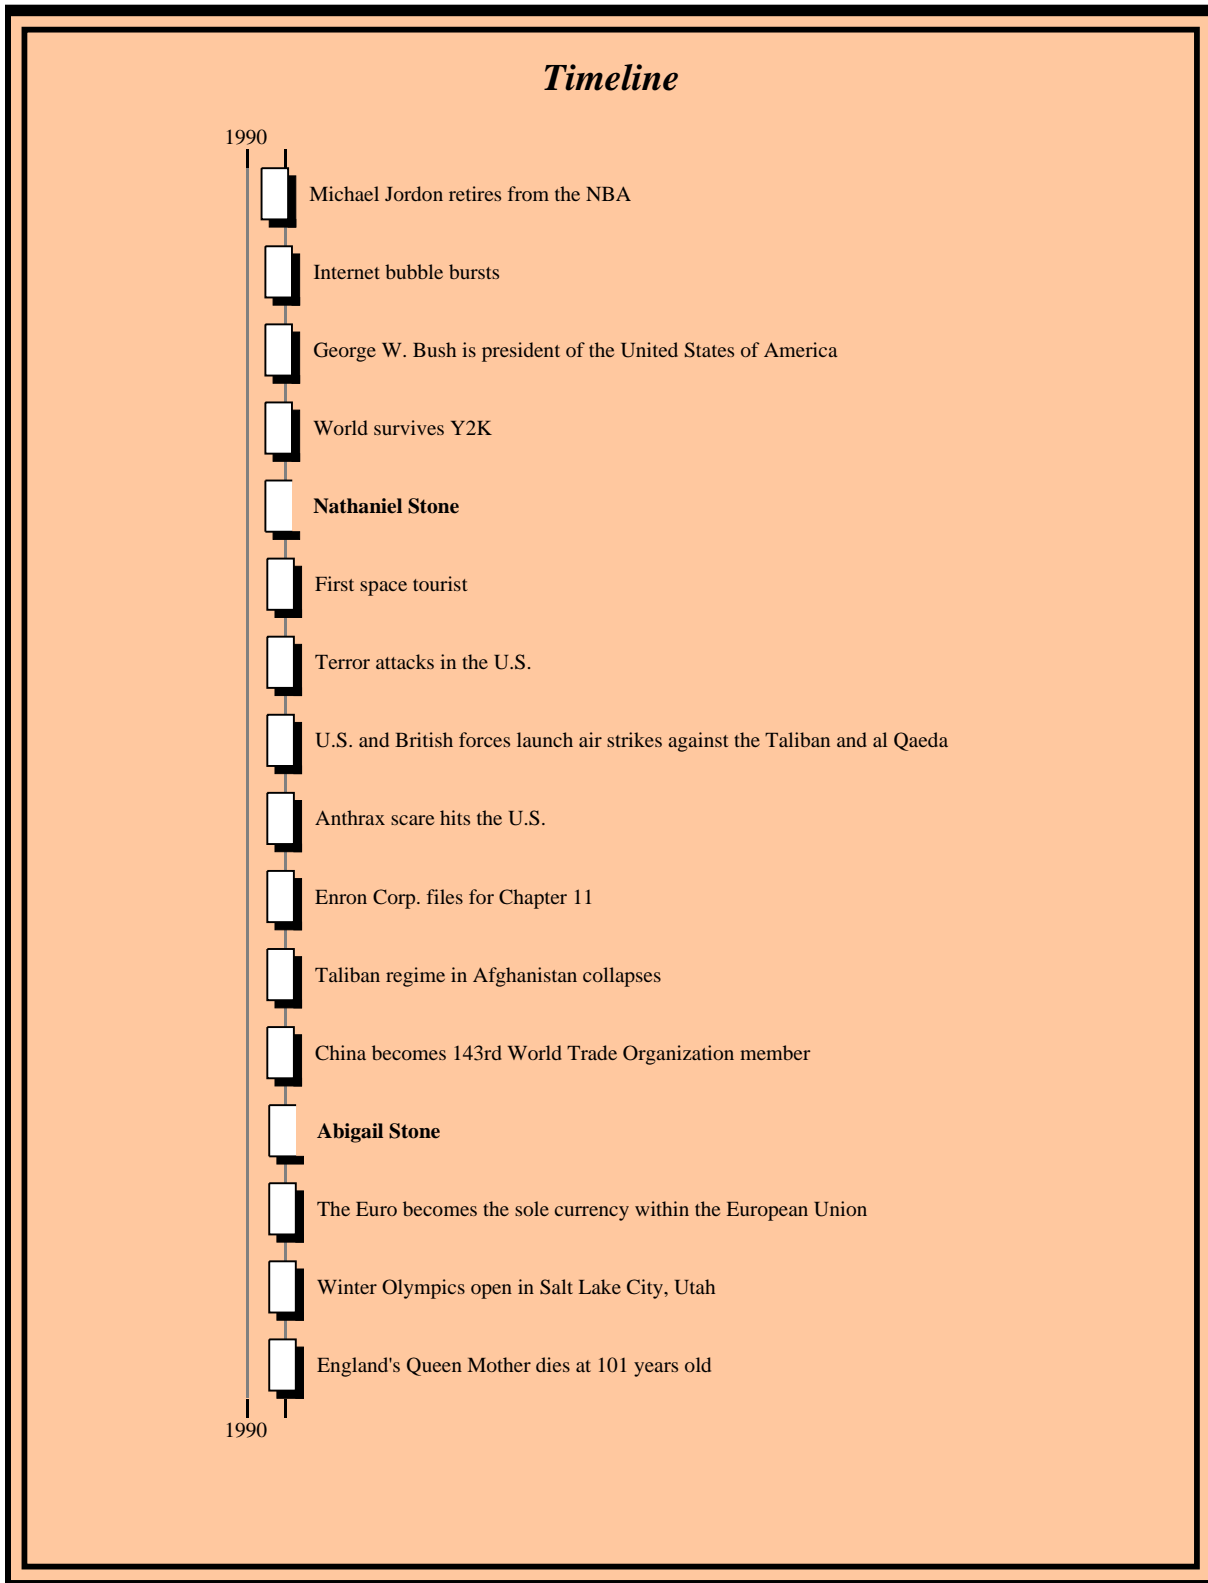 Timeline
1990
Michael Jordon retires from the NBA
Internet bubble bursts
George W. Bush is president of the United States of America
World survives Y2K
Nathaniel Stone
First space tourist
Terror attacks in the U.S.
U.S. and British forces launch air strikes against the Taliban and al Qaeda
Anthrax scare hits the U.S.
Enron Corp. files for Chapter 11
Taliban regime in Afghanistan collapses
China becomes 143rd World Trade Organization member
Abigail Stone
The Euro becomes the sole currency within the European Union
Winter Olympics open in Salt Lake City, Utah
England's Queen Mother dies at 101 years old
1990